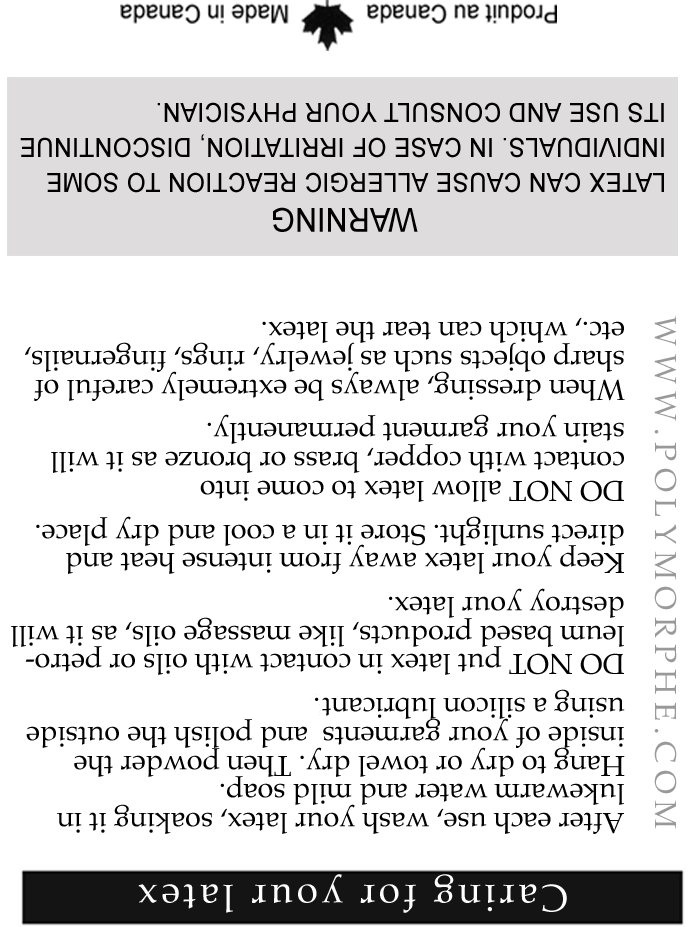 Caring for your latex
After each use, wash your latex, soaking it in
lukewarm water and mild soap.
Hang to dry or towel dry. Then powder the
inside of your garments and polish the outside
using a silicon lubricant.
DO NOT put latex in contact with oils or petro-
leum based products, like massage oils, as it will
destroy your latex.
Keep your latex away from intense heat and
direct sunlight. Store it in a cool and dry place.
DO NOT allow latex to come into
contact with copper, brass or bronze as it will
stain your garment permanently.
When dressing, always be extremely careful of
sharp objects such as jewelry, rings, fingernails,
etc., which can tear the latex.
WWW.POLYMORPHE.COM
WARNING
LATEX CAN CAUSE ALLERGIC REACTION TO SOME
INDIVIDUALS. IN CASE OF IRRITATION, DISCONTINUE
ITS USE AND CONSULT YOUR PHYSICIAN.
Produit au Canada Made in Canada